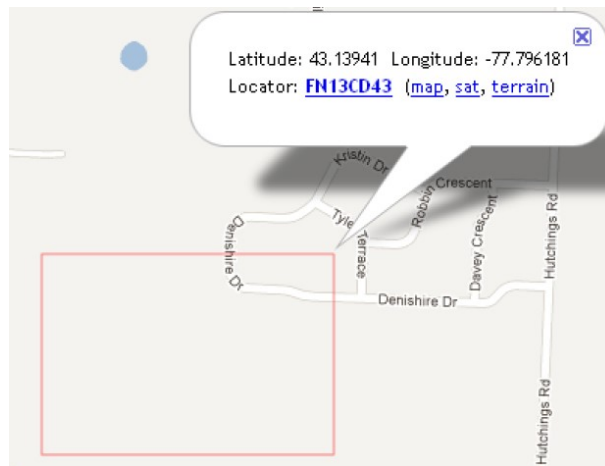 Latitude: 43.13941 Longitude: -77.796181
Locator: FN13CD43 (map, sat, terrain)
Kristin Dr
Robbin Crescent
Tyle Terrace
Denishire Dr
Davey Crescent
Hutchings Rd
Denishire Dr
Hutchings Rd